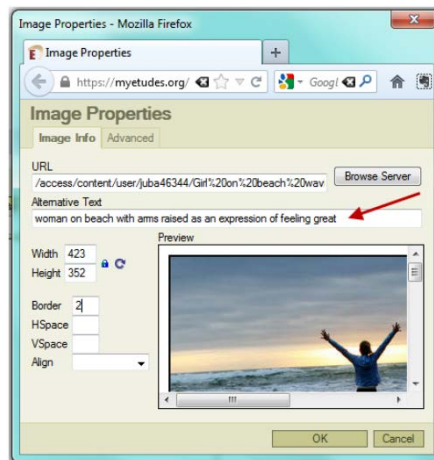 Image Properties - Mozilla Firefox
Image Properties
https://myetudes.org/
Googl
Image Properties
Image Info Advanced
URL
/access/content/user/juba46344/Girl%20on%20beach%20wav
Browse Server
Alternative Text
woman on beach with arms raised as an expression of feeling great
Preview
Width 423
Height 352
Border 2
HSpace
VSpace
Align
OK Cancel